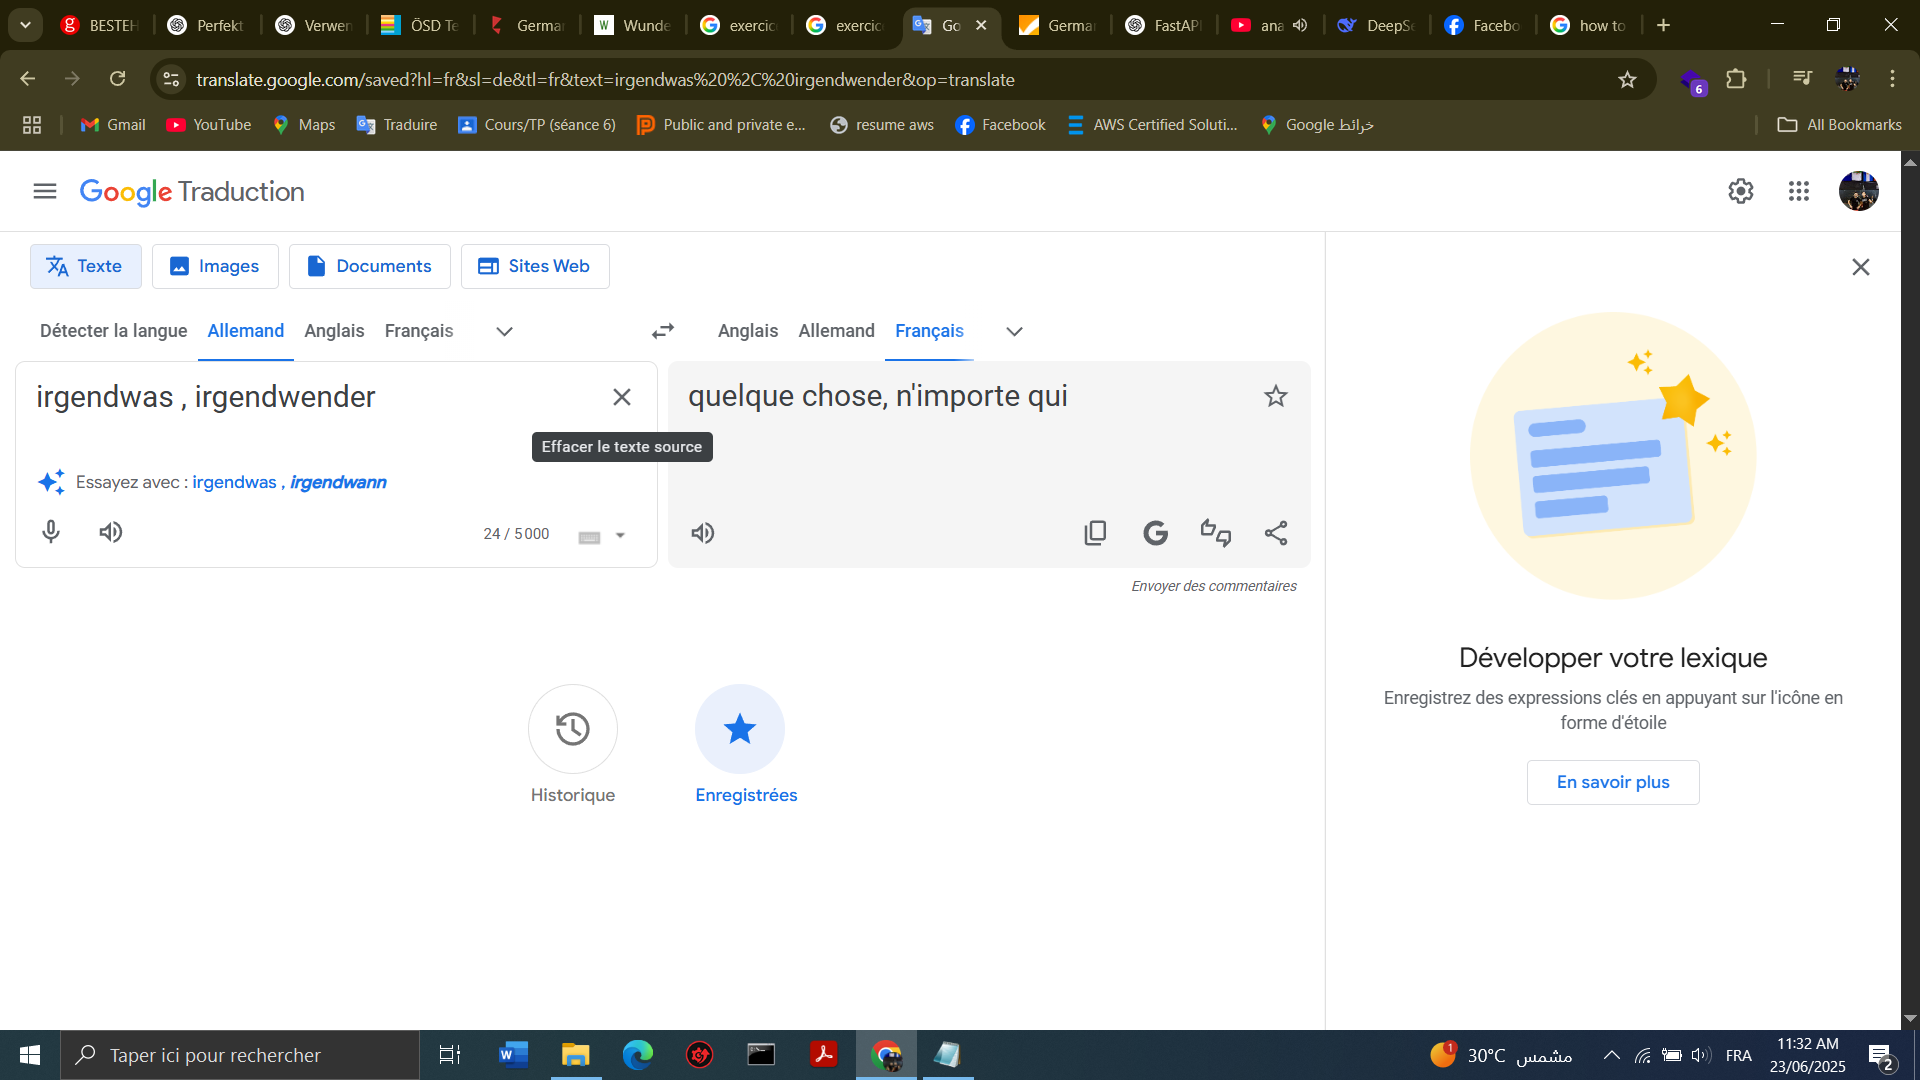 BESTEH
Perfekt
Verwen
ÖSD Te
German
Wunde
exercic
exercic
Go
Germa
FastAPI
ana
DeepSe
Facebo
how to
translate.google.com/saved?hl=fr&sl=de&tl=fr&text=irgendwas%20%2C%20irgendwender&op=translate
6
Gmail
YouTube
Maps
Traduire
Cours/TP (séance 6)
Public and private e...
resume aws
Facebook
AWS Certified Soluti...
Google خرائط
All Bookmarks
Google Traduction
Texte
Images
Documents
Sites Web
Détecter la langue
Allemand
Anglais
Français
Anglais
Allemand
Français
irgendwas , irgendwender
quelque chose, n'importe qui
Effacer le texte source
Essayez avec : irgendwas , irgendwann
24 / 5 000
Envoyer des commentaires
Historique
Enregistrées
Développer votre lexique
Enregistrez des expressions clés en appuyant sur l'icône en
forme d'étoile
En savoir plus
Taper ici pour rechercher
1
30°C مشمس
FRA
11:32 AM
23/06/2025
2